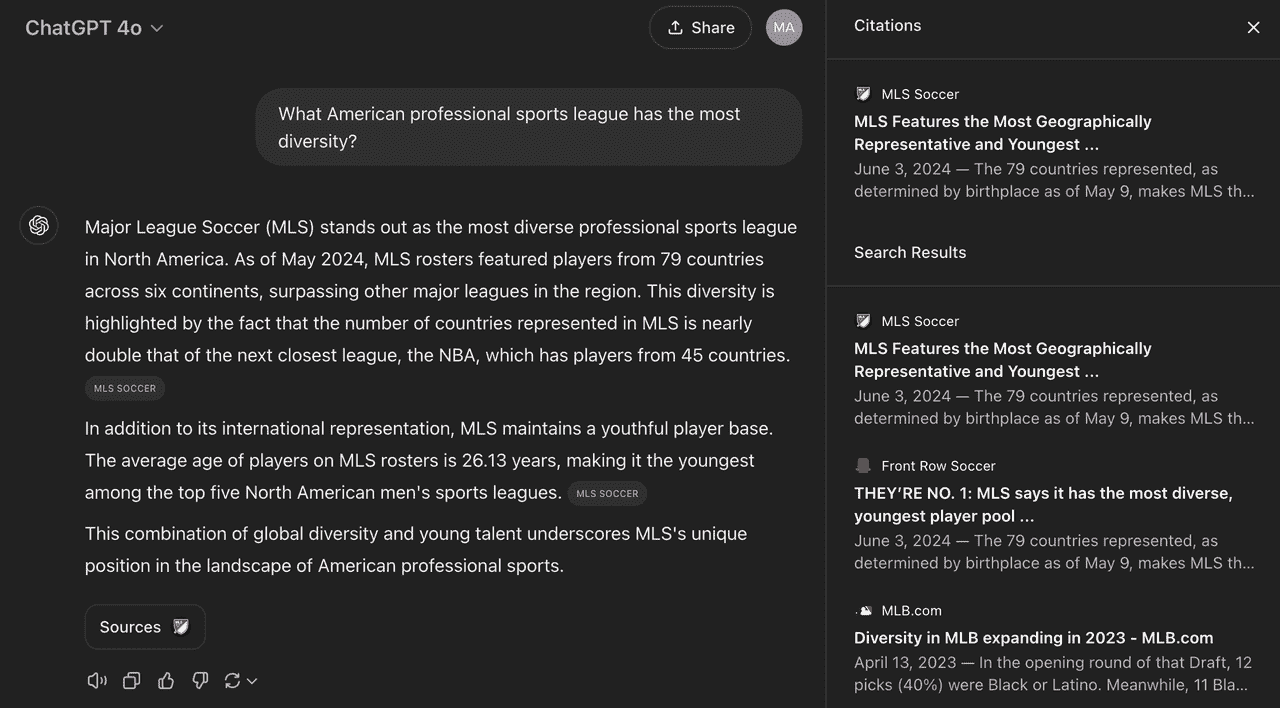 ChatGPT 4o
Share
MA
What American professional sports league has the most
diversity?
Major League Soccer (MLS) stands out as the most diverse professional sports league
in North America. As of May 2024, MLS rosters featured players from 79 countries
across six continents, surpassing other major leagues in the region. This diversity is
highlighted by the fact that the number of countries represented in MLS is nearly
double that of the next closest league, the NBA, which has players from 45 countries.
MLS SOCCER
In addition to its international representation, MLS maintains a youthful player base.
The average age of players on MLS rosters is 26.13 years, making it the youngest
among the top five North American men's sports leagues. MLS SOCCER
This combination of global diversity and young talent underscores MLS's unique
position in the landscape of American professional sports.
Sources
Citations
MLS Soccer
MLS Features the Most Geographically
Representative and Youngest ...
June 3, 2024 — The 79 countries represented, as
determined by birthplace as of May 9, makes MLS th...
Search Results
MLS Soccer
MLS Features the Most Geographically
Representative and Youngest ...
June 3, 2024 — The 79 countries represented, as
determined by birthplace as of May 9, makes MLS th...
Front Row Soccer
THEY'RE NO. 1: MLS says it has the most diverse,
youngest player pool ...
June 3, 2024 — The 79 countries represented, as
determined by birthplace as of May 9, makes MLS th...
MLB.com
Diversity in MLB expanding in 2023 - MLB.com
April 13, 2023 — In the opening round of that Draft, 12
picks (40%) were Black or Latino. Meanwhile, 11 Bla...